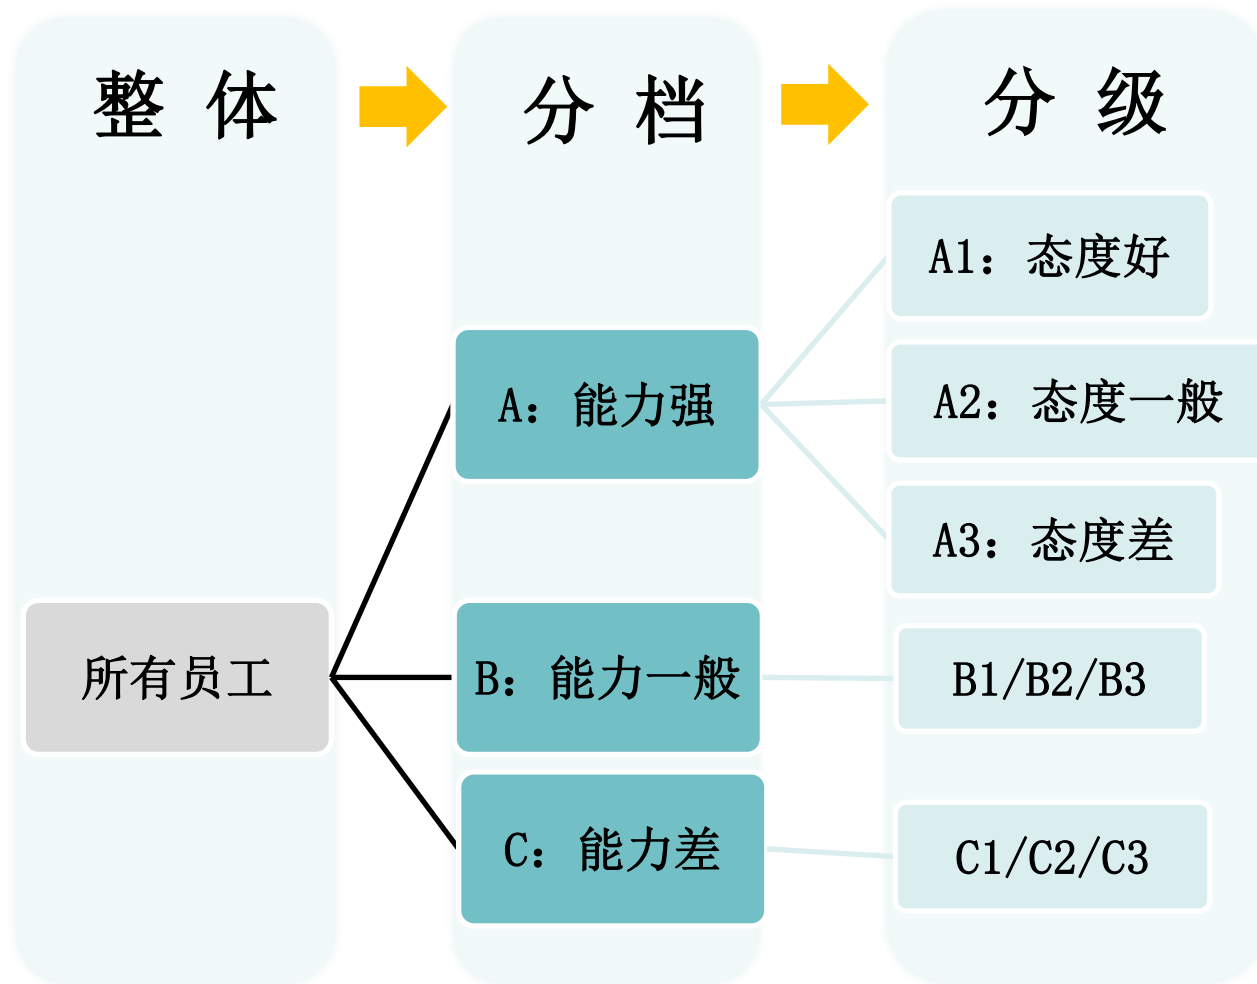 整 体
分 档
分 级
A1：态度好
A：能力强
A2：态度一般
A3：态度差
所有员工
B：能力一般
B1/B2/B3
C：能力差
C1/C2/C3